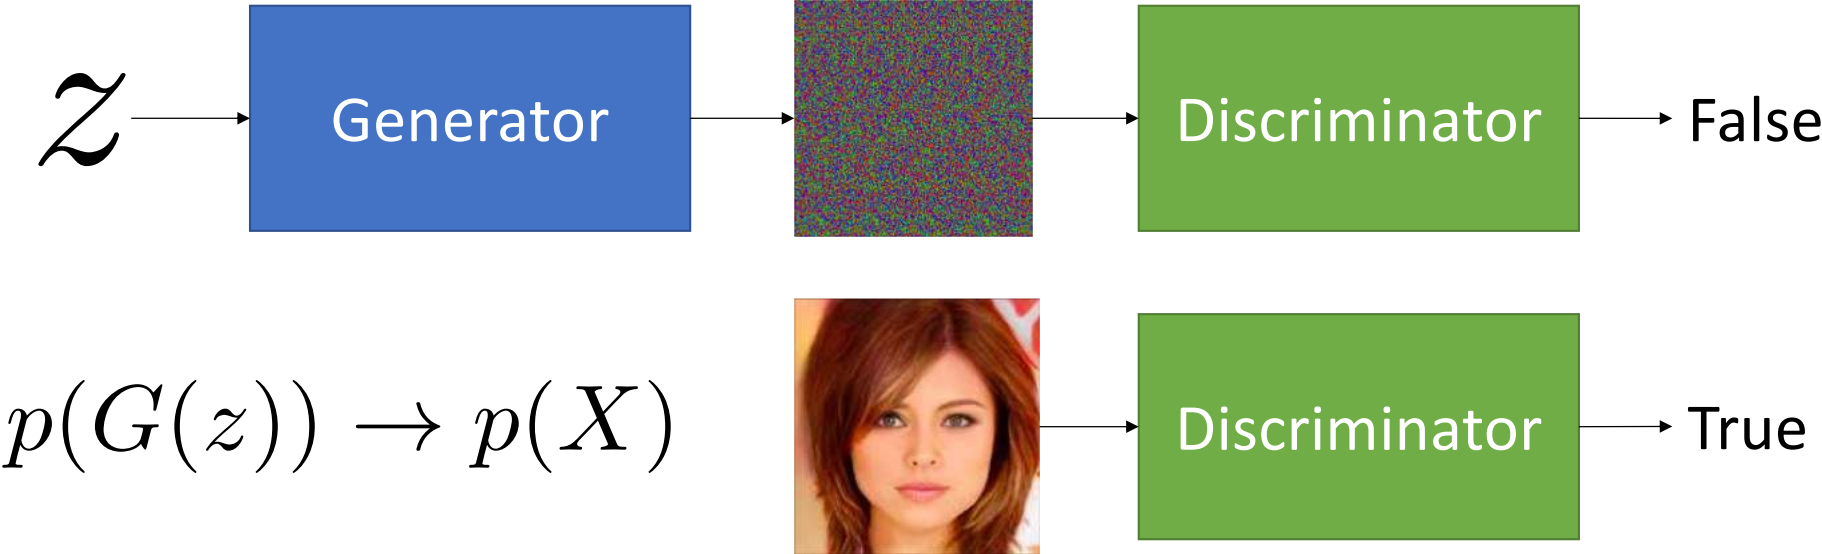 z Generator Discriminator False
p(G(z)) → p(X) Discriminator True